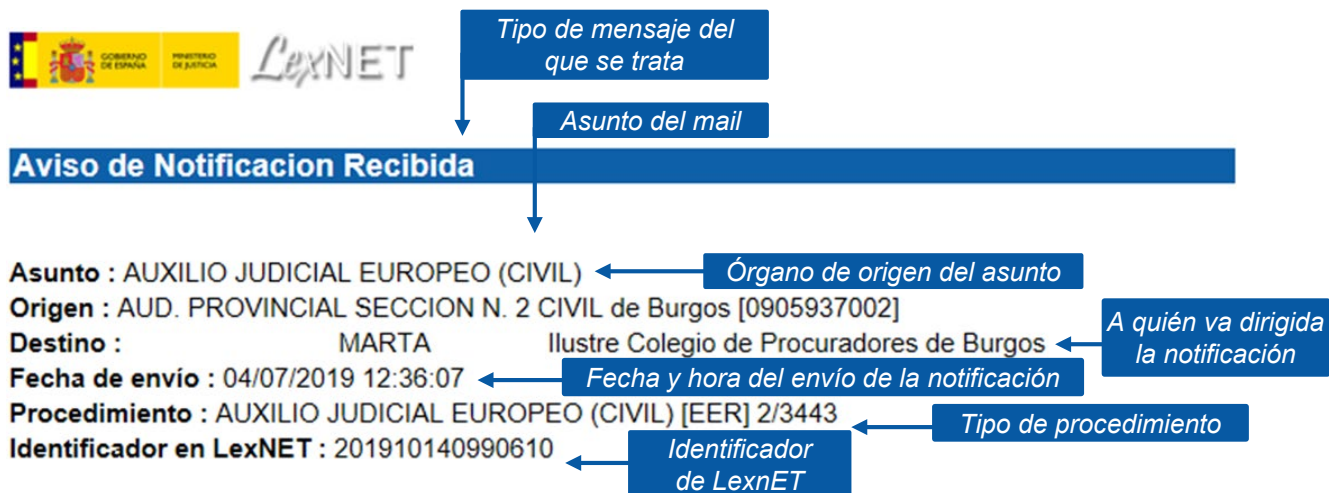 Tipo de mensaje del
que se trata
GOBIERNO
DE ESPAÑA
MINISTERIO
DE JUSTICIA
LexNET
Asunto del mail
Aviso de Notificacion Recibida
Asunto : AUXILIO JUDICIAL EUROPEO (CIVIL)
Órgano de origen del asunto
Origen : AUD. PROVINCIAL SECCION N. 2 CIVIL de Burgos [0905937002]
Destino : MARTA Ilustre Colegio de Procuradores de Burgos
A quién va dirigida
la notificación
Fecha de envío : 04/07/2019 12:36:07
Fecha y hora del envío de la notificación
Procedimiento : AUXILIO JUDICIAL EUROPEO (CIVIL) [EER] 2/3443
Tipo de procedimiento
Identificador en LexNET : 201910140990610
Identificador
de LexnET